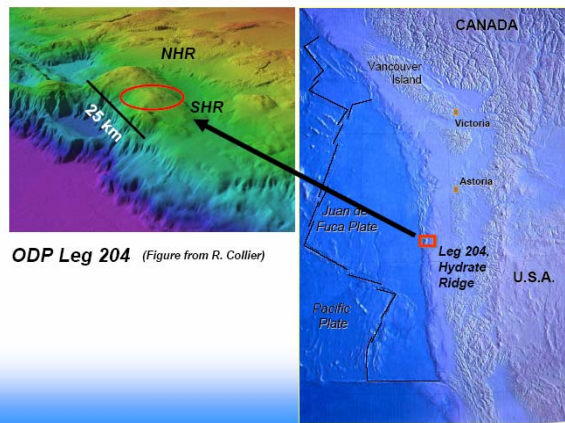 NHR
SHR
25 km
ODP Leg 204 (Figure from R. Collier)
CANADA
Vancouver
Island
Victoria
Astoria
Juan de
Fuca Plate
Leg 204,
Hydrate
Ridge
U.S.A.
Pacific
Plate